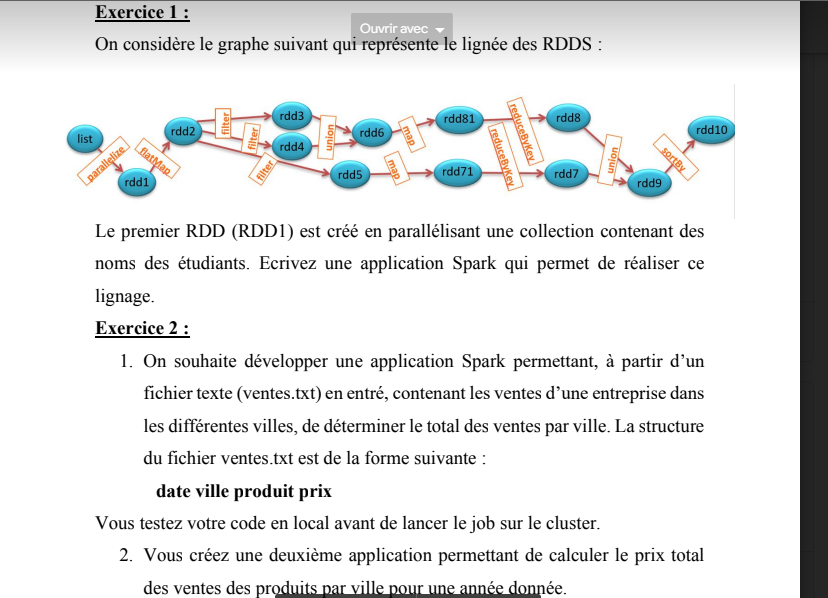 Exercice 1 :
Ouvrir avec
On considère le graphe suivant qui représente le lignée des RDDS :
list
parallelize
rdd1
flatMap
rdd2
filter
filter
filter
rdd3
rdd4
rdd5
union
rdd6
map
map
rdd81
rdd71
reduceByKey
reduceByKey
rdd8
rdd7
union
rdd9
sortBy
rdd10
Le premier RDD (RDD1) est créé en parallélisant une collection contenant des
noms des étudiants. Ecrivez une application Spark qui permet de réaliser ce
lignage.
Exercice 2 :
1. On souhaite développer une application Spark permettant, à partir d’un
fichier texte (ventes.txt) en entré, contenant les ventes d’une entreprise dans
les différentes villes, de déterminer le total des ventes par ville. La structure
du fichier ventes.txt est de la forme suivante :
date ville produit prix
Vous testez votre code en local avant de lancer le job sur le cluster.
2. Vous créez une deuxième application permettant de calculer le prix total
des ventes des produits par ville pour une année donnée.